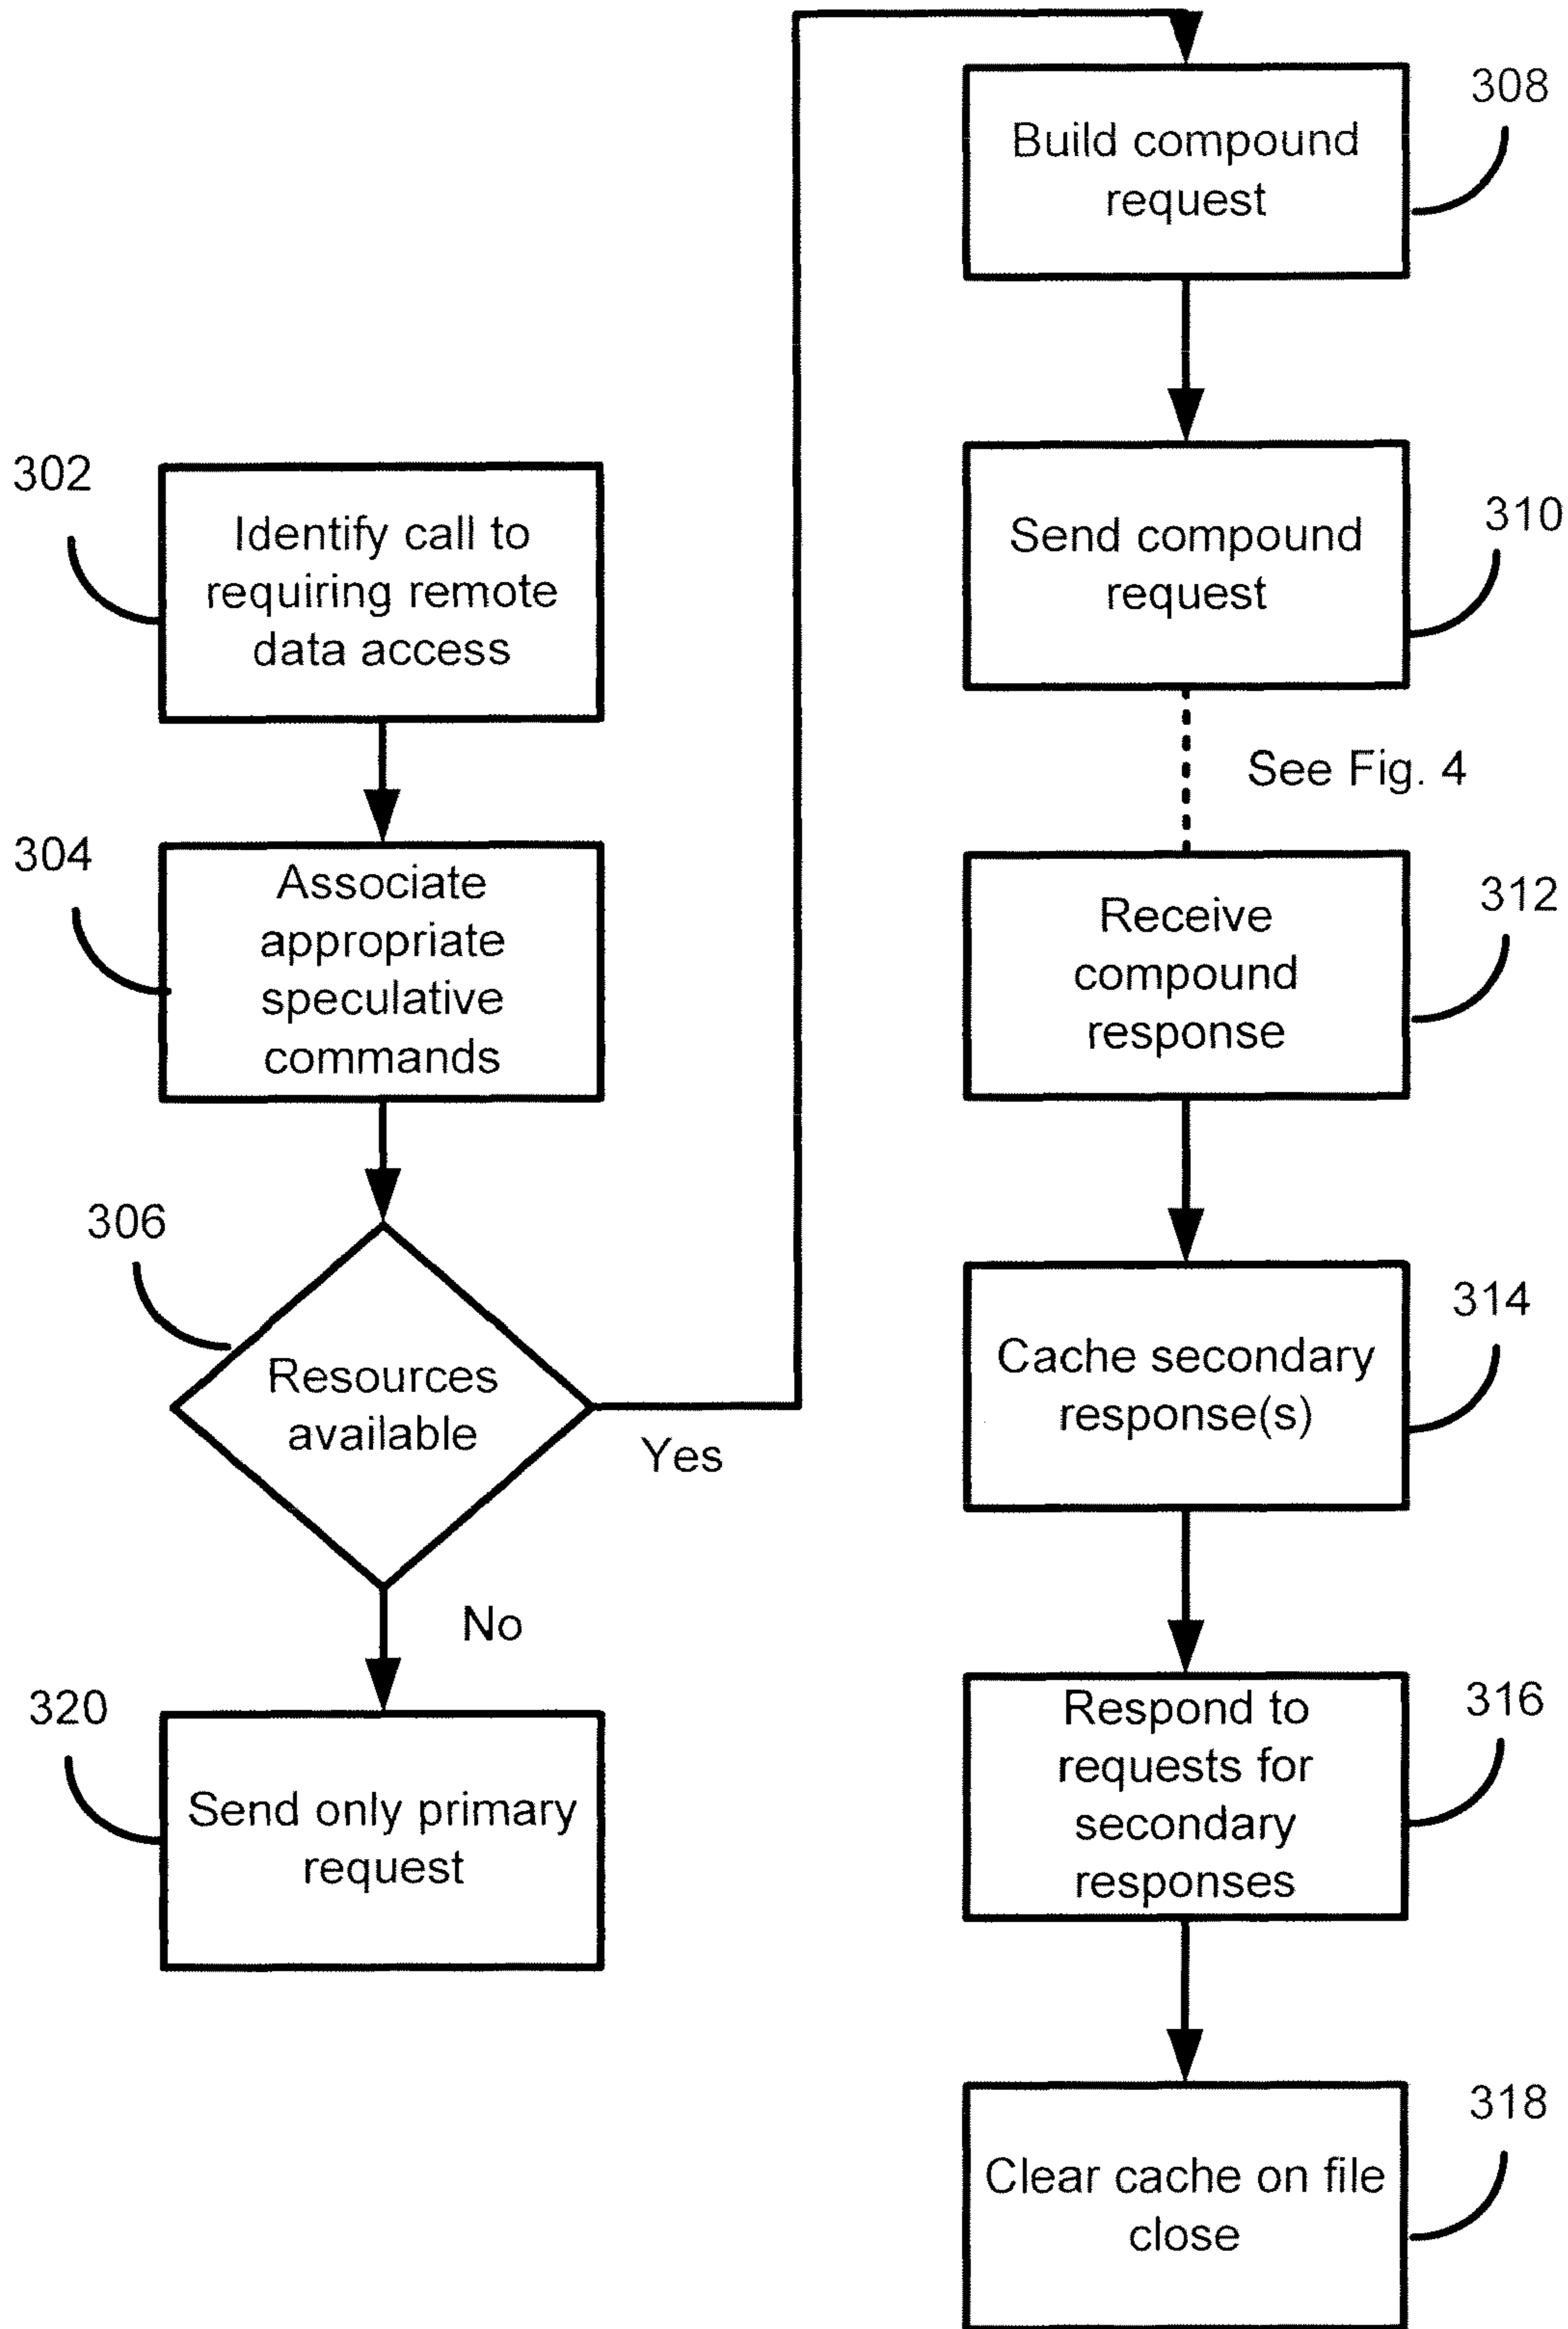 302
Identify call to
requiring remote
data access
304
Associate
appropriate
speculative
commands
306
Resources
available
Yes
No
320
Send only primary
request
308
Build compound
request
310
Send compound
request
See Fig. 4
312
Receive
compound
response
314
Cache secondary
response(s)
316
Respond to
requests for
secondary
responses
318
Clear cache on file
close